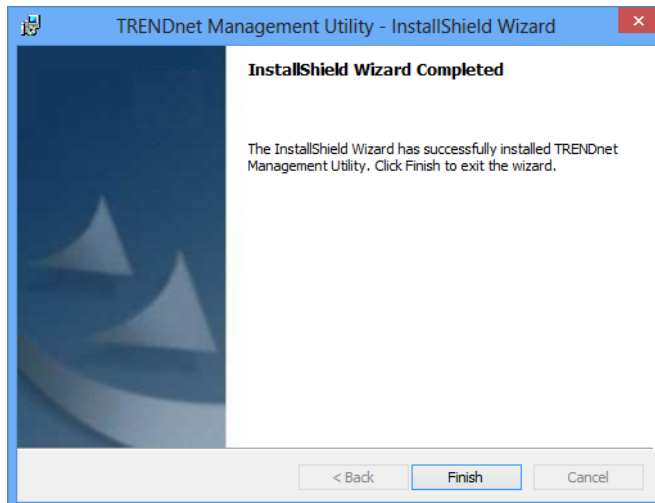 TRENDnet Management Utility - InstallShield Wizard
InstallShield Wizard Completed
The InstallShield Wizard has successfully installed TRENDnet
Management Utility. Click Finish to exit the wizard.
< Back
Finish
Cancel